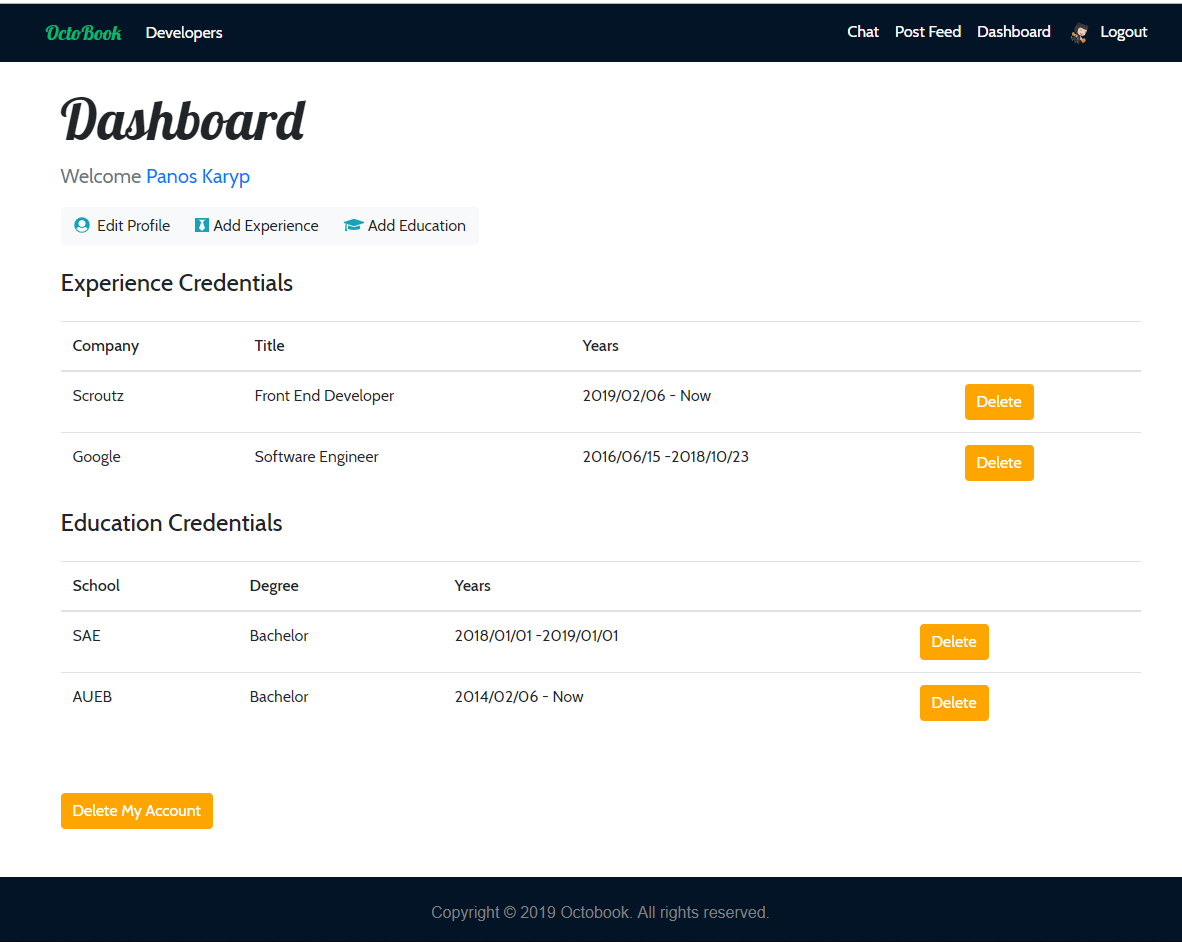 OctoBook Developers Chat Post Feed Dashboard Logout
Dashboard
Welcome Panos Karyp
Edit Profile Add Experience Add Education
Experience Credentials
Company Title Years
Scroutz Front End Developer 2019/02/06 - Now Delete
Google Software Engineer 2016/06/15 -2018/10/23 Delete
Education Credentials
School Degree Years
SAE Bachelor 2018/01/01 -2019/01/01 Delete
AUEB Bachelor 2014/02/06 - Now Delete
Delete My Account
Copyright © 2019 Octobook. All rights reserved.